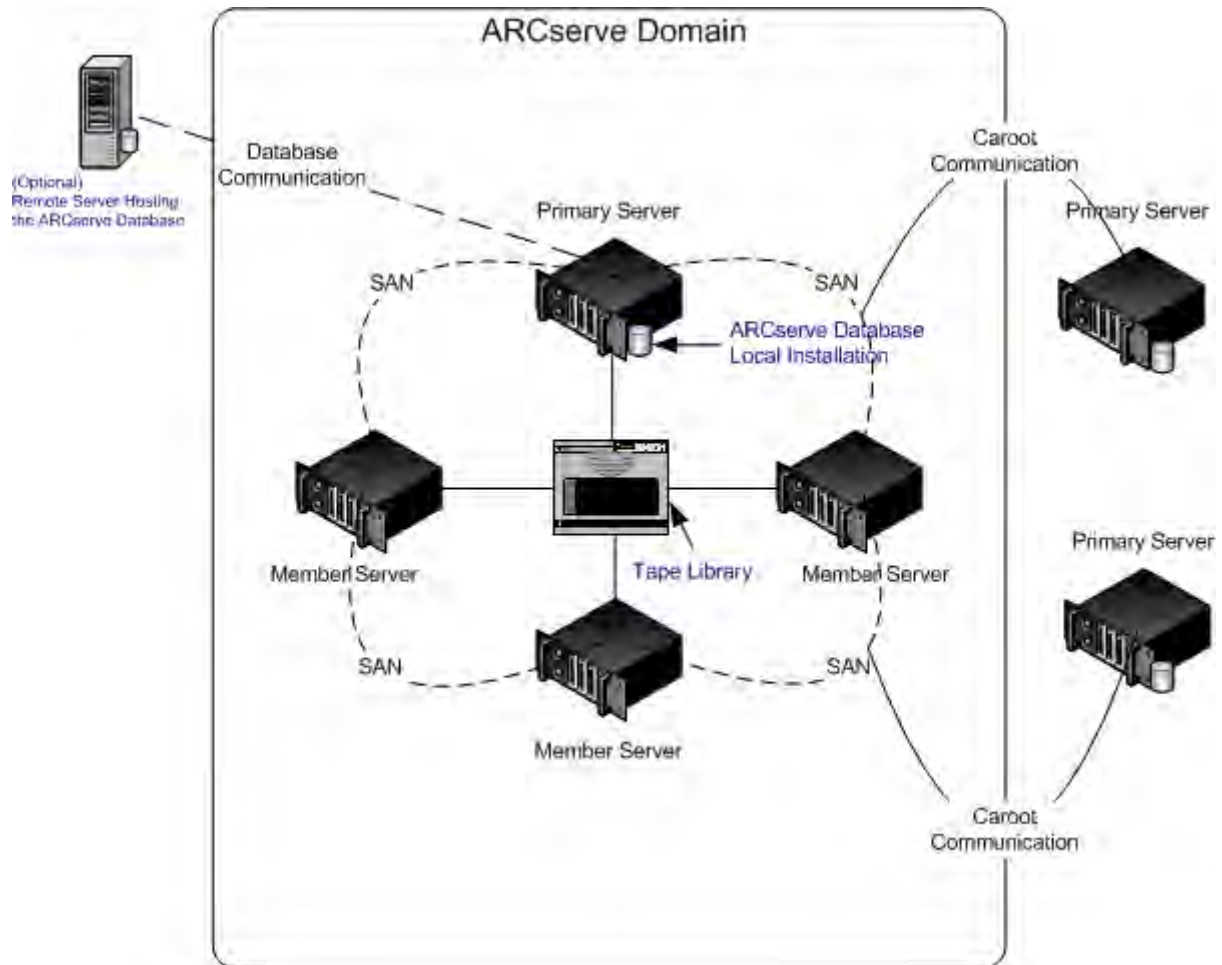 ARCserve Domain
Database
Communication
(Optional)
Remote Server Hosting
the ARCserve Database
Caroot
Communication
Primary Server
Primary Server
SAN
SAN
ARCserve Database
Local Installation
Member Server
Tape Library
Member Server
Primary Server
SAN
SAN
Member Server
Caroot
Communication